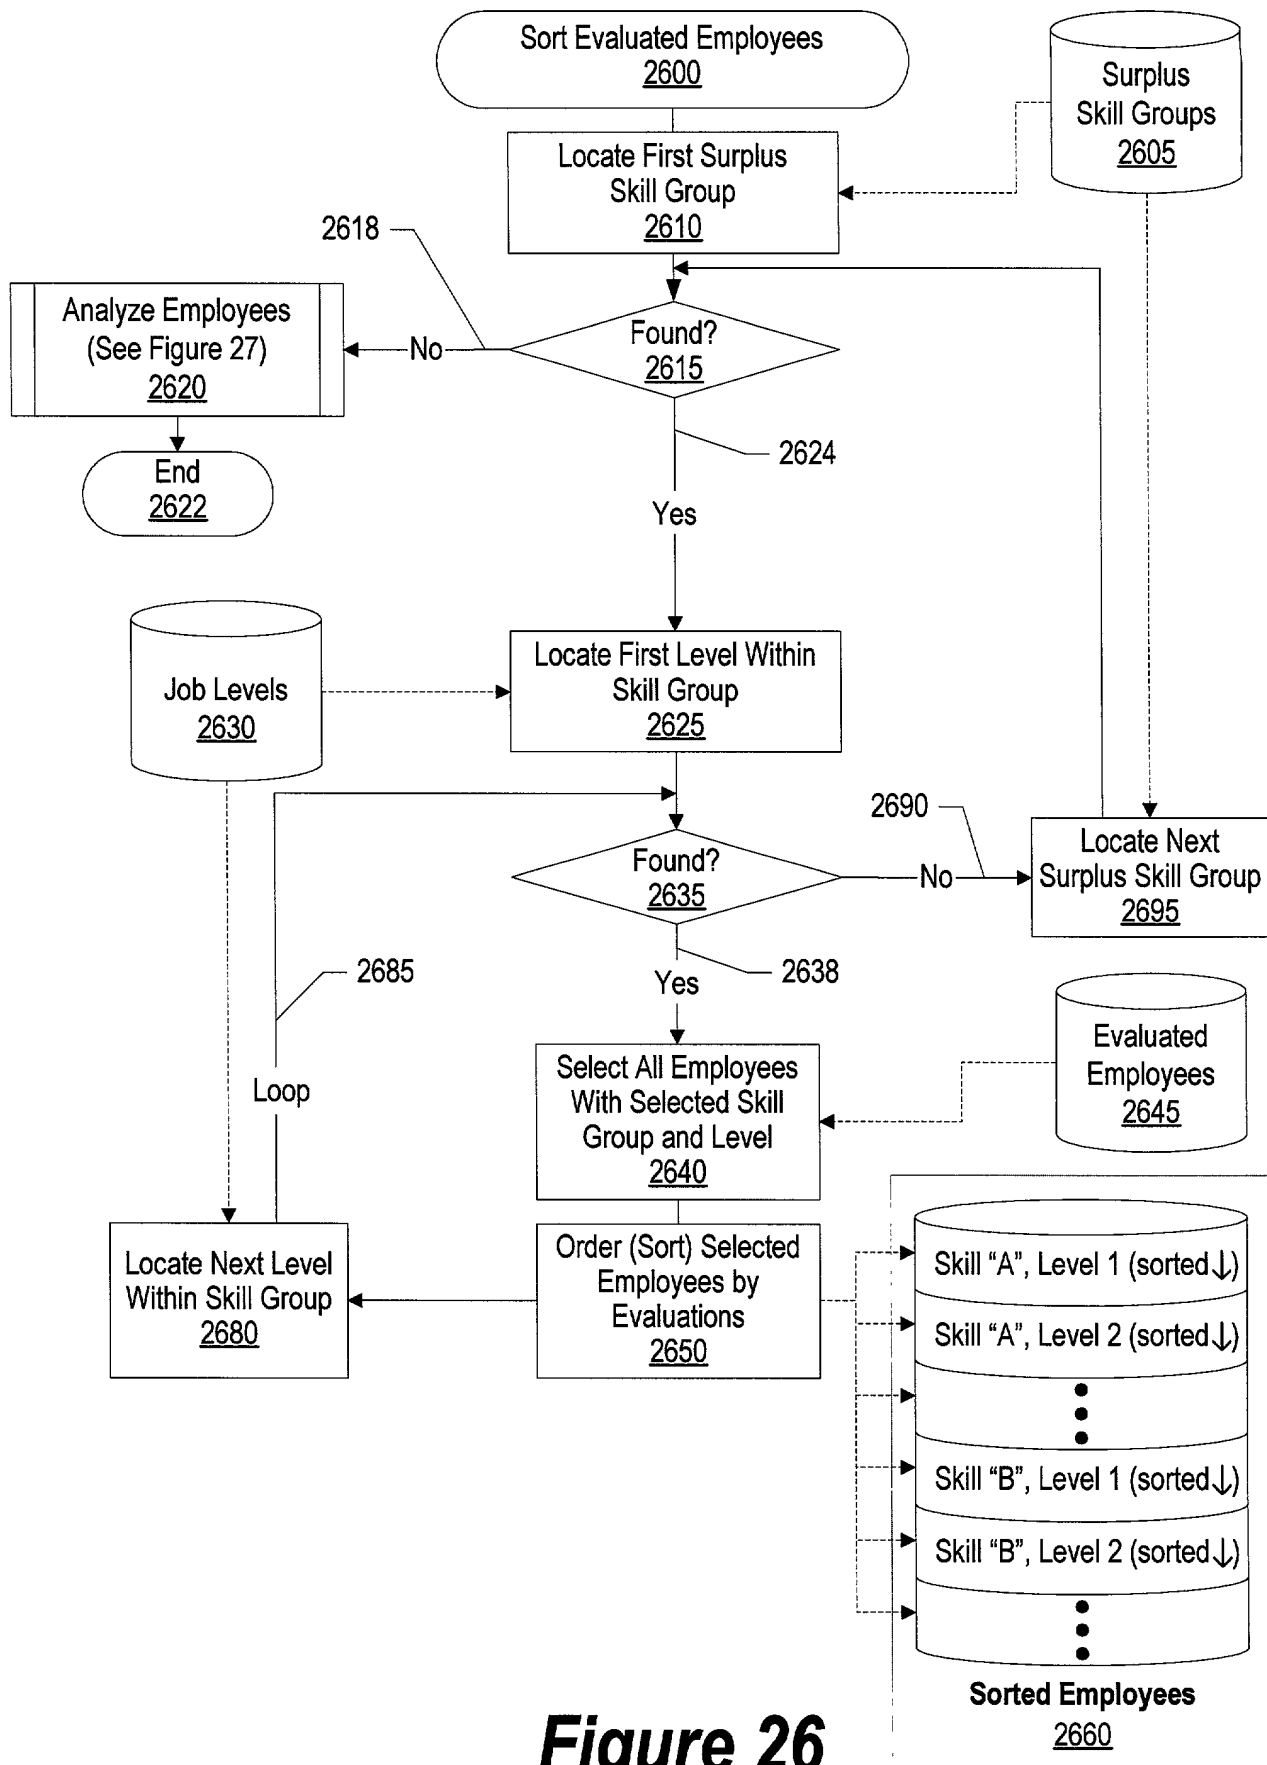 Sort Evaluated Employees
2600
Surplus
Skill Groups
2605
Locate First Surplus
Skill Group
2610
2618
Analyze Employees
(See Figure 27)
2620
No
Found?
2615
End
2622
2624
Yes
Job Levels
2630
Locate First Level Within
Skill Group
2625
2690
Found?
2635
No
Locate Next
Surplus Skill Group
2695
2685
2638
Yes
Loop
Select All Employees
With Selected Skill
Group and Level
2640
Evaluated
Employees
2645
Locate Next Level
Within Skill Group
2680
Order (Sort) Selected
Employees by
Evaluations
2650
Skill “A”, Level 1 (sorted↓)
Skill “A”, Level 2 (sorted↓)
Skill “B”, Level 1 (sorted↓)
Skill “B”, Level 2 (sorted↓)
Sorted Employees
2660
Figure 26